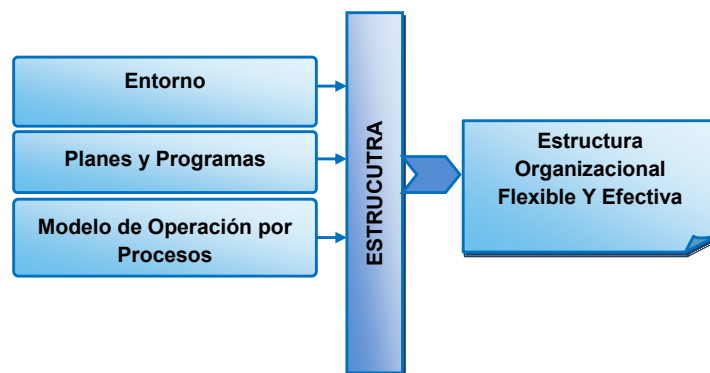 Entorno
Planes y Programas
Modelo de Operación por
Procesos
ESTRUCUTRA
Estructura
Organizacional
Flexible Y Efectiva